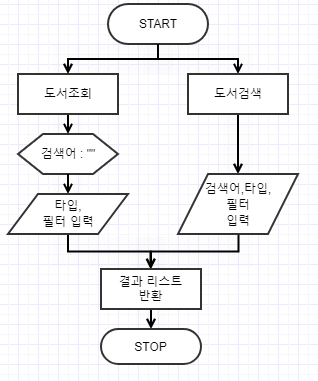 START
도서조회
도서검색
검색어 : ""
타입,
필터 입력
검색어,타입,
필터
입력
결과 리스트
반환
STOP